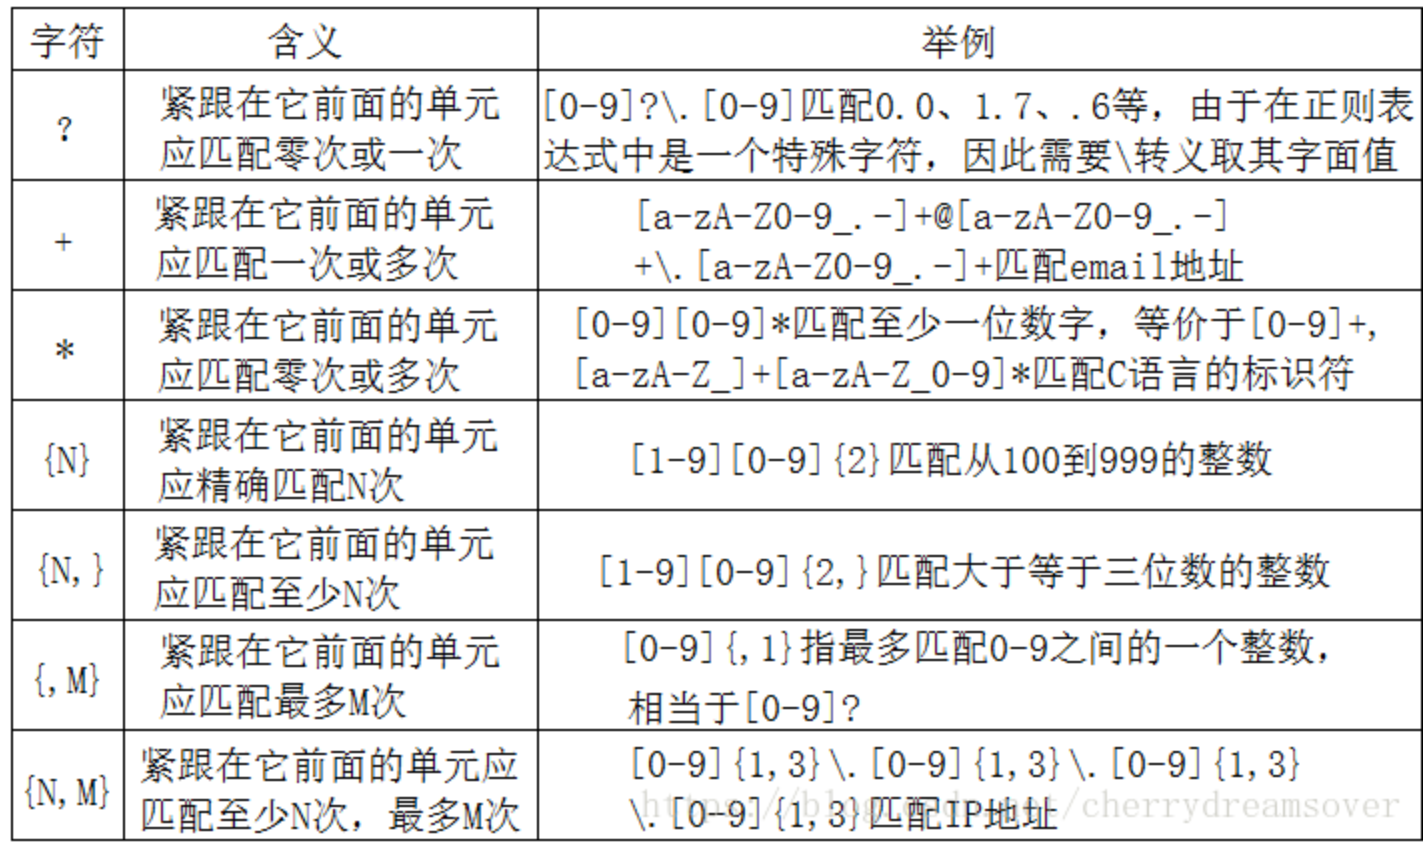 字符 含义 举例
? 紧跟在它前面的单元 [0-9]?\.[0-9]匹配0.0、1.7、.6等，由于在正则表
应匹配零次或一次 达式中是一个特殊字符，因此需要\转义取其字面值
+ 紧跟在它前面的单元 [a-zA-Z0-9_.-]+@[a-zA-Z0-9_.-]
应匹配一次或多次 +\.[a-zA-Z0-9_.-]+匹配email地址
* 紧跟在它前面的单元 [0-9][0-9]*匹配至少一位数字，等价于[0-9]+,
应匹配零次或多次 [a-zA-Z_]+[a-zA-Z_0-9]*匹配C语言的标识符
{N} 紧跟在它前面的单元 [1-9][0-9]{2}匹配从100到999的整数
应精确匹配N次
{N,} 紧跟在它前面的单元 [1-9][0-9]{2,}匹配大于等于三位数的整数
应匹配至少N次
{,M} 紧跟在它前面的单元 [0-9]{,1}指最多匹配0-9之间的一个整数，
应匹配最多M次 相当于[0-9]?
{N,M} 紧跟在它前面的单元应 [0-9]{1,3}\.[0-9]{1,3}\.[0-9]{1,3}
匹配至少N次，最多M次 \.[0-9]{1,3}匹配IP地址
https://blog.csdn.net/cherrydreamsover